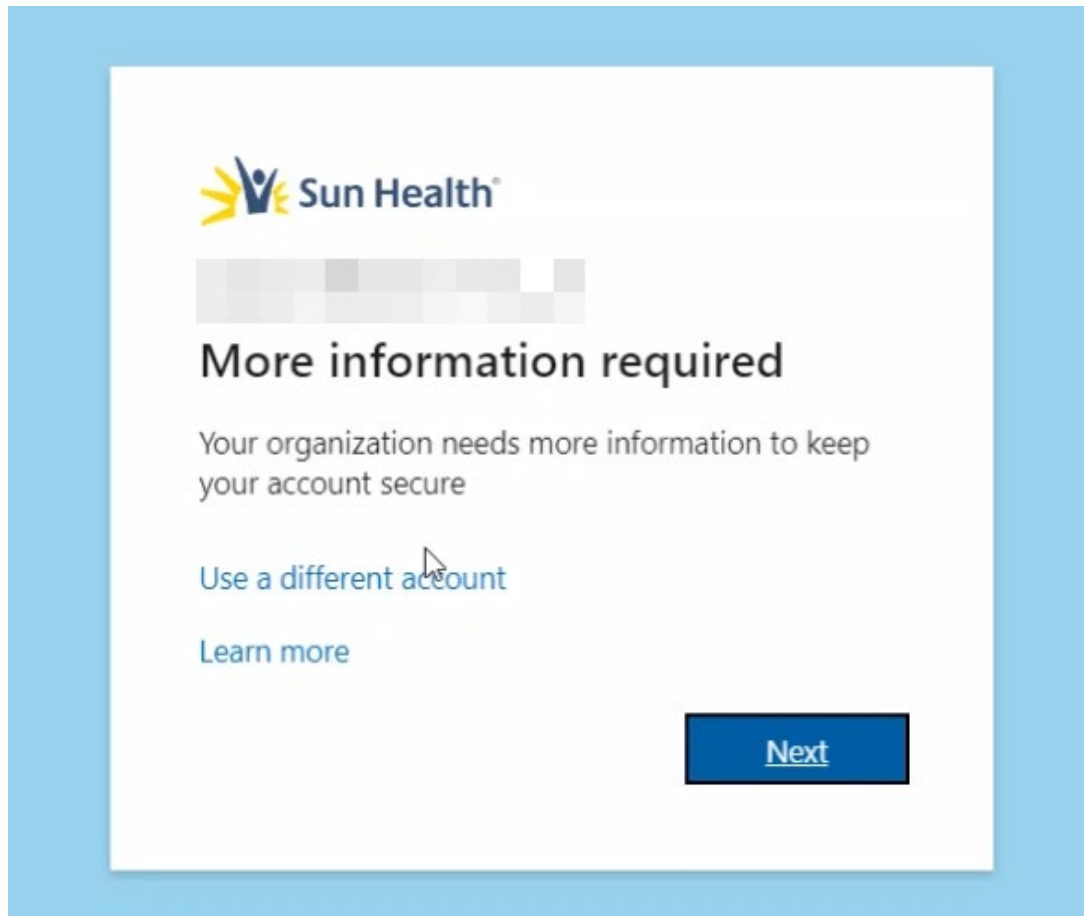 Sun Health®
More information required
Your organization needs more information to keep
your account secure
Use a different account
Learn more
Next